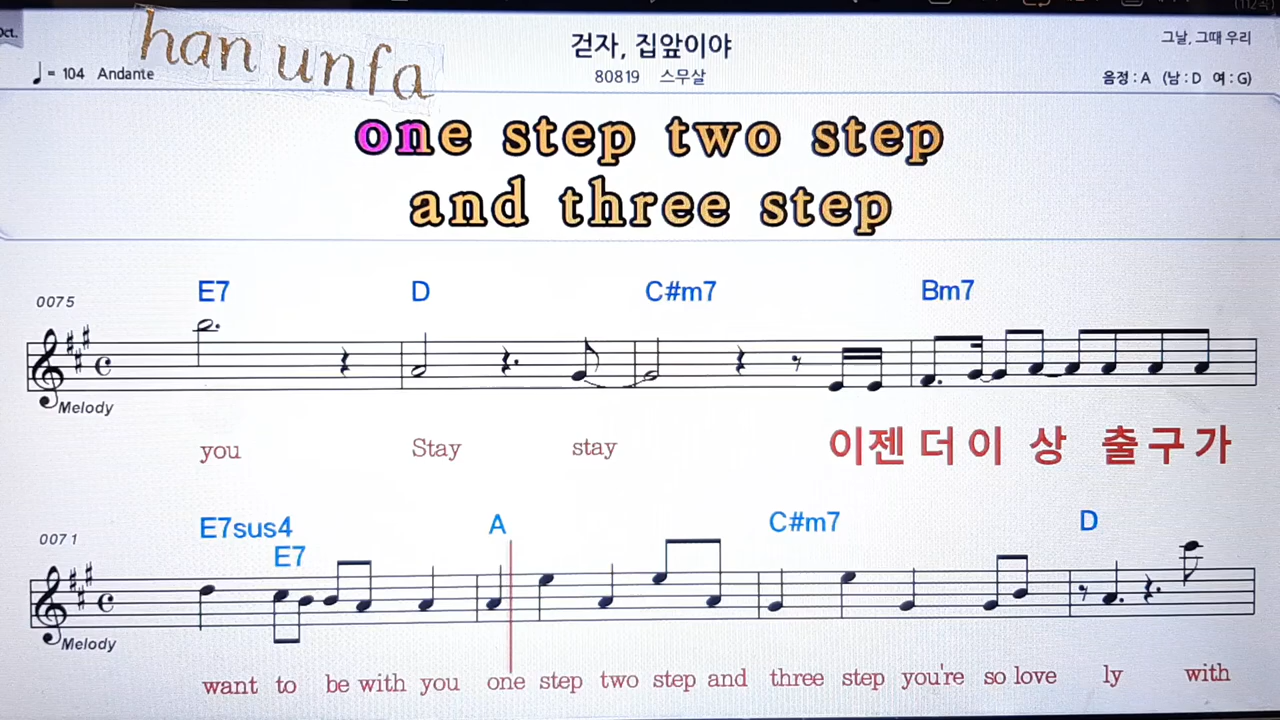 Oct.
han unfa
♩= 104 Andante
걷자, 집앞이야
80819 스무살
그날, 그때 우리
음정 : A (남 : D 여 : G)
one step two step
and three step
0075 E7 D C#m7 Bm7
Melody
you Stay stay 이젠 더 이 상 출구가
0071 E7sus4 A C#m7 D
E7
Melody
want to be with you one step two step and three step you're so love ly with